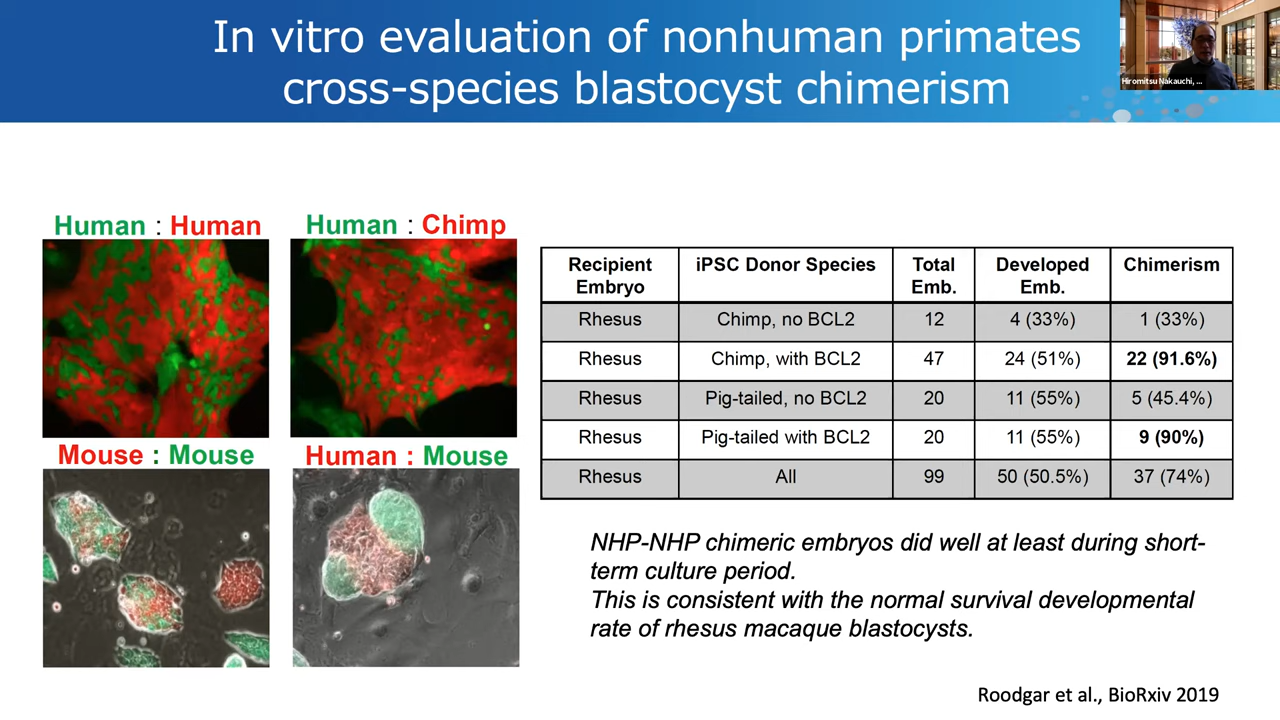 In vitro evaluation of nonhuman primates
cross-species blastocyst chimerism
Hiromitsu Nakauchi, ...
Human : Human
Human : Chimp
Mouse : Mouse
Human : Mouse
Recipient Embryo | iPSC Donor Species | Total Emb. | Developed Emb. | Chimerism
Rhesus | Chimp, no BCL2 | 12 | 4 (33%) | 1 (33%)
Rhesus | Chimp, with BCL2 | 47 | 24 (51%) | 22 (91.6%)
Rhesus | Pig-tailed, no BCL2 | 20 | 11 (55%) | 5 (45.4%)
Rhesus | Pig-tailed with BCL2 | 20 | 11 (55%) | 9 (90%)
Rhesus | All | 99 | 50 (50.5%) | 37 (74%)
NHP-NHP chimeric embryos did well at least during short-
term culture period.
This is consistent with the normal survival developmental
rate of rhesus macaque blastocysts.
Roodgar et al., BioRxiv 2019